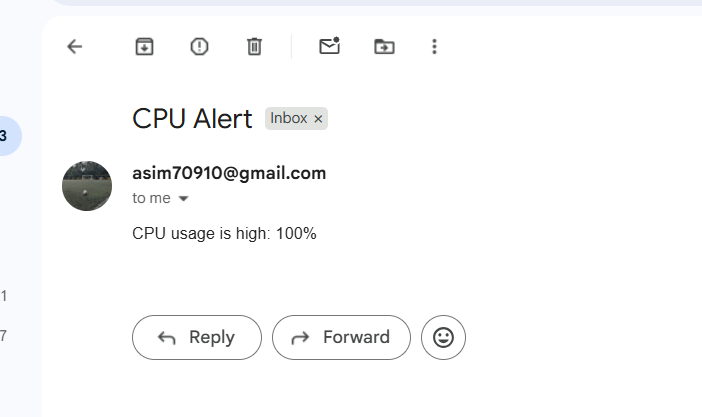 CPU Alert Inbox ×
3
asim70910@gmail.com
to me
CPU usage is high: 100%
1
7
Reply Forward